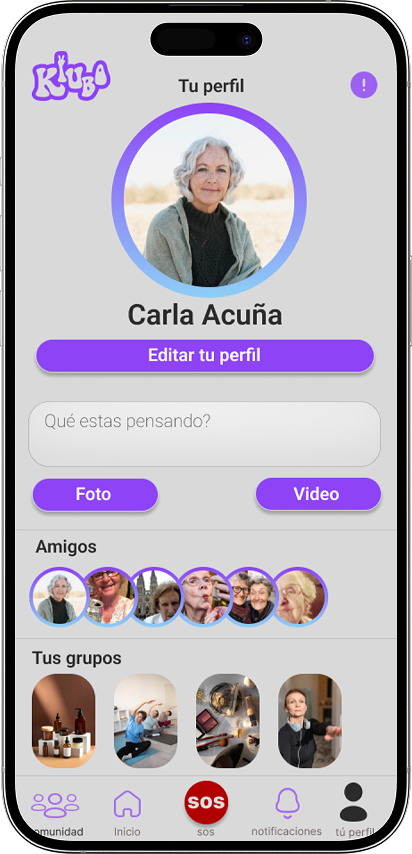 Klubo
Tu perfil
!
Carla Acuña
Editar tu perfil
Qué estas pensando?
Foto Video
Amigos
Tus grupos
SOS
omunidad Inicio sos notificaciones tú perfil